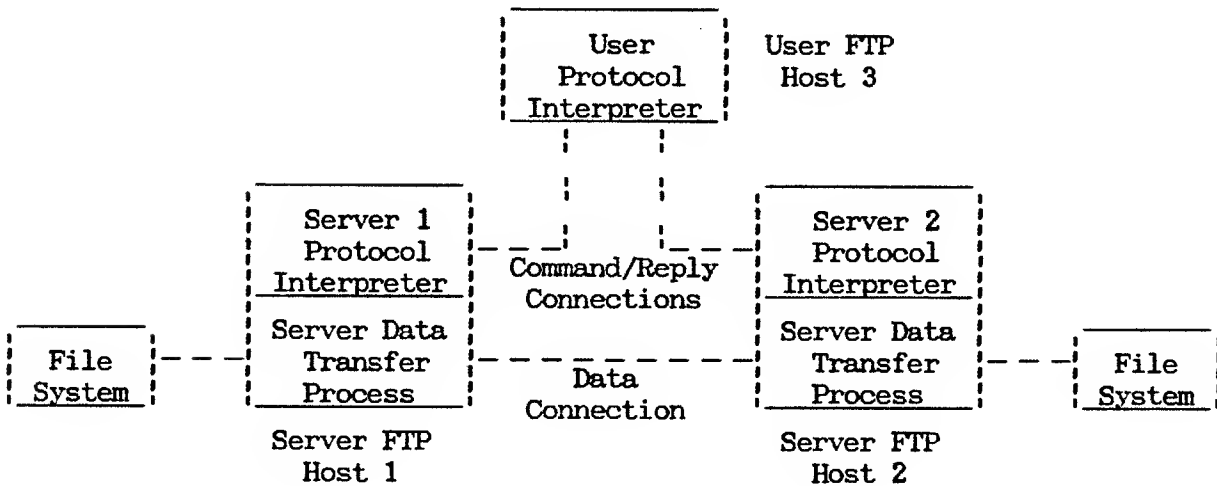 User
Protocol
Interpreter
User FTP
Host 3
Server 1
Protocol
Interpreter
Command/Reply
Connections
Server 2
Protocol
Interpreter
File
System
Server Data
Transfer
Process
Data
Connection
Server Data
Transfer
Process
File
System
Server FTP
Host 1
Server FTP
Host 2